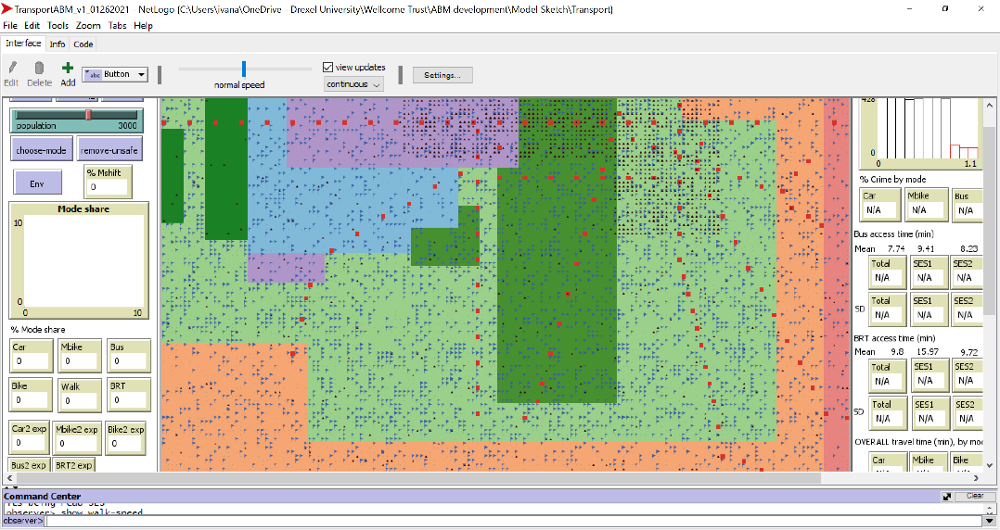 TransportABM_v1_01262021 - NetLogo {C:\Users\ivana\OneDrive - Drexel University\Wellcome Trust\ABM development\Model Sketch\Transport}
File Edit Tools Zoom Tabs Help
Interface Info Code
Edit Delete Add abc Button
normal speed
view updates
continuous
Settings...
population 3000
choose-mode remove-unsafe
Env
% Mshift
0
Mode share
10
0
0 10
% Mode share
Car Mbike Bus
0 0 0
Bike Walk BRT
0 0 0
Car2 exp Mbike2 exp Bike2 exp
0 0 0
Bus2 exp BRT2 exp
428
0
0 1.1
% Crime by mode
Car Mbike Bus
N/A N/A N/A
Bus access time (min)
Mean 7.74 9.41 8.23
Total SES1 SES2
N/A N/A N/A
SD
Total SES1 SES2
N/A N/A N/A
BRT access time (min)
Mean 9.8 15.97 9.72
Total SES1 SES2
N/A N/A N/A
SD
Total SES1 SES2
N/A N/A N/A
OVERALL travel time (min), by mod
Car Mbike Bike
Command Center
Clear
observer> show walk-speed
observer>